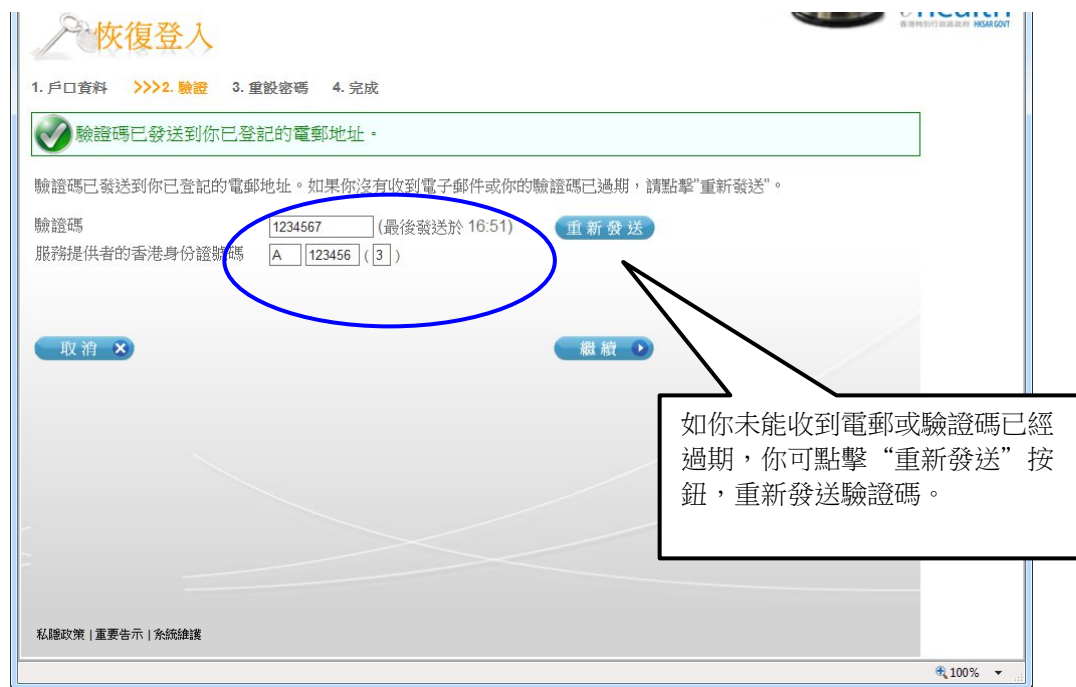 恢復登入
香港特別行政區政府 HKSAR GOVT
1. 戶口資料 >>>2. 驗證 3. 重設密碼 4. 完成
驗證碼已發送到你已登記的電郵地址。
驗證碼已發送到你已登記的電郵地址。如果你沒有收到電子郵件或你的驗證碼已過期，請點擊"重新發送"。
驗證碼 1234567 (最後發送於 16:51) 重新發送
服務提供者的香港身份證號碼 A 123456 ( 3 )
取消 繼續
如你未能收到電郵或驗證碼已經
過期，你可點擊“重新發送”按
鈕，重新發送驗證碼。
私隱政策 | 重要告示 | 系統維護
100%